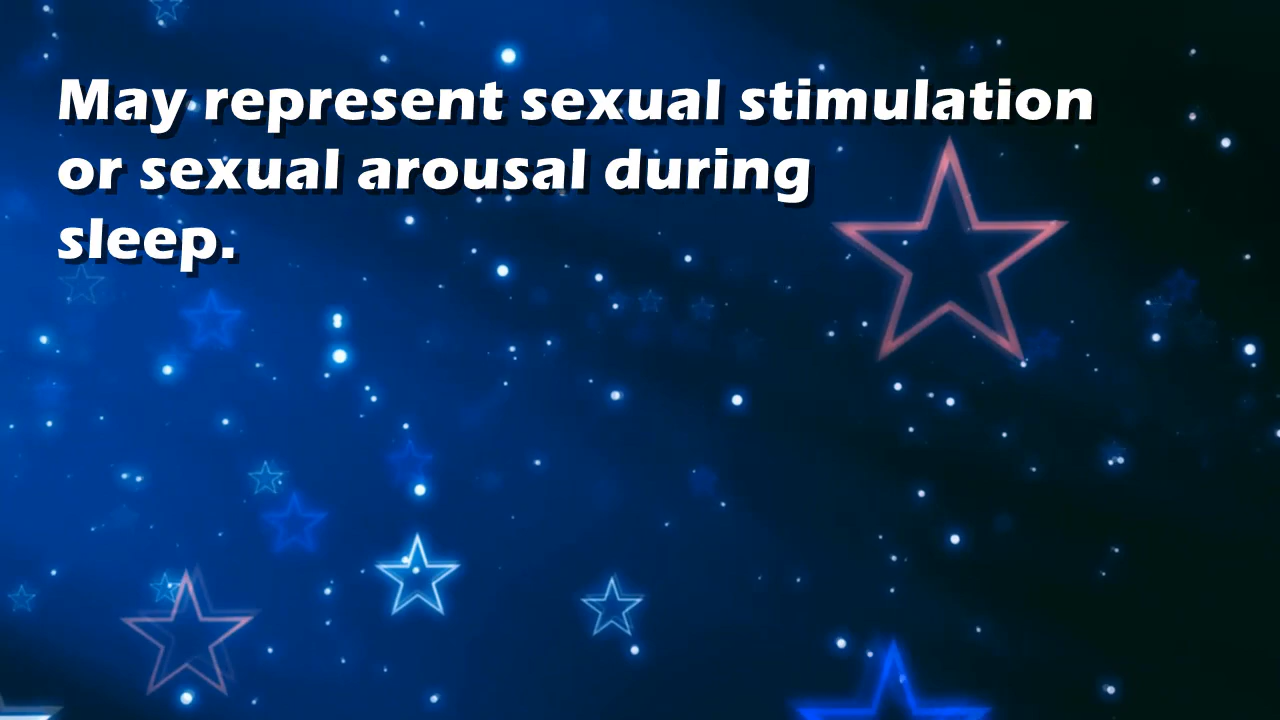 May represent sexual stimulation
or sexual arousal during
sleep.